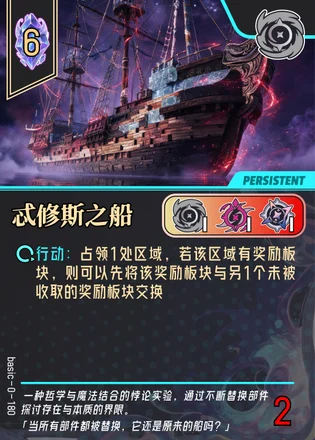 6
PERSISTENT
忒修斯之船
行动：占领1处区域，若该区域有奖励板
块，则可以先将该奖励板块与另1个未被
收取的奖励板块交换
basic-0-180
一种哲学与魔法结合的悖论实验，通过不断替换部件
探讨存在与本质的界限。
「当所有部件都被替换，它还是原来的船吗？」
2